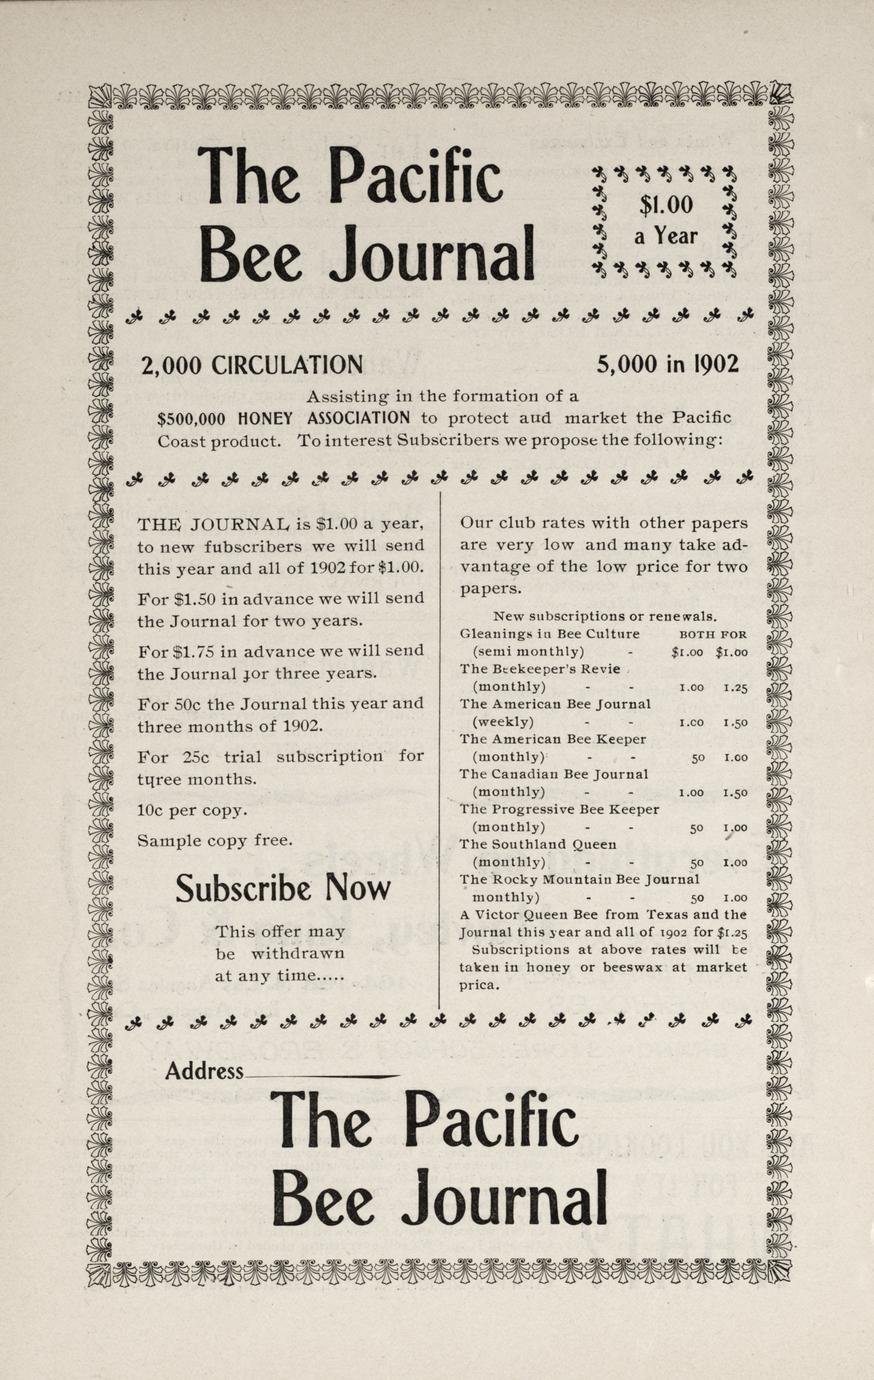 The Pacific
Bee Journal
$1.00
a Year
2,000 CIRCULATION 5,000 in 1902
Assisting in the formation of a
$500,000 HONEY ASSOCIATION to protect aud market the Pacific
Coast product. To interest Subscribers we propose the following:
THE JOURNAL is $1.00 a year,
to new fubscribers we will send
this year and all of 1902 for $1.00.
For $1.50 in advance we will send
the Journal for two years.
For $1.75 in advance we will send
the Journal jor three years.
For 50c the Journal this year and
three months of 1902.
For 25c trial subscription for
tqree months.
10c per copy.
Sample copy free.
Subscribe Now
This offer may
be withdrawn
at any time.....
Our club rates with other papers
are very low and many take ad-
vantage of the low price for two
papers.
New subscriptions or renewals.
Gleanings in Bee Culture BOTH FOR
(semi monthly) - $1.00 $1.00
The Beekeeper's Revie
(monthly) - - 1.00 1.25
The American Bee Journal
(weekly) - - 1.00 1.50
The American Bee Keeper
(monthly) - - 50 1.00
The Canadian Bee Journal
(monthly) - - 1.00 1.50
The Progressive Bee Keeper
(monthly) - - 50 1.00
The Southland Queen
(monthly) - - 50 1.00
The Rocky Mountain Bee Journal
monthly) - - 50 1.00
A Victor Queen Bee from Texas and the
Journal this year and all of 1902 for $1.25
Subscriptions at above rates will be
taken in honey or beeswax at market
prica.
Address
The Pacific
Bee Journal